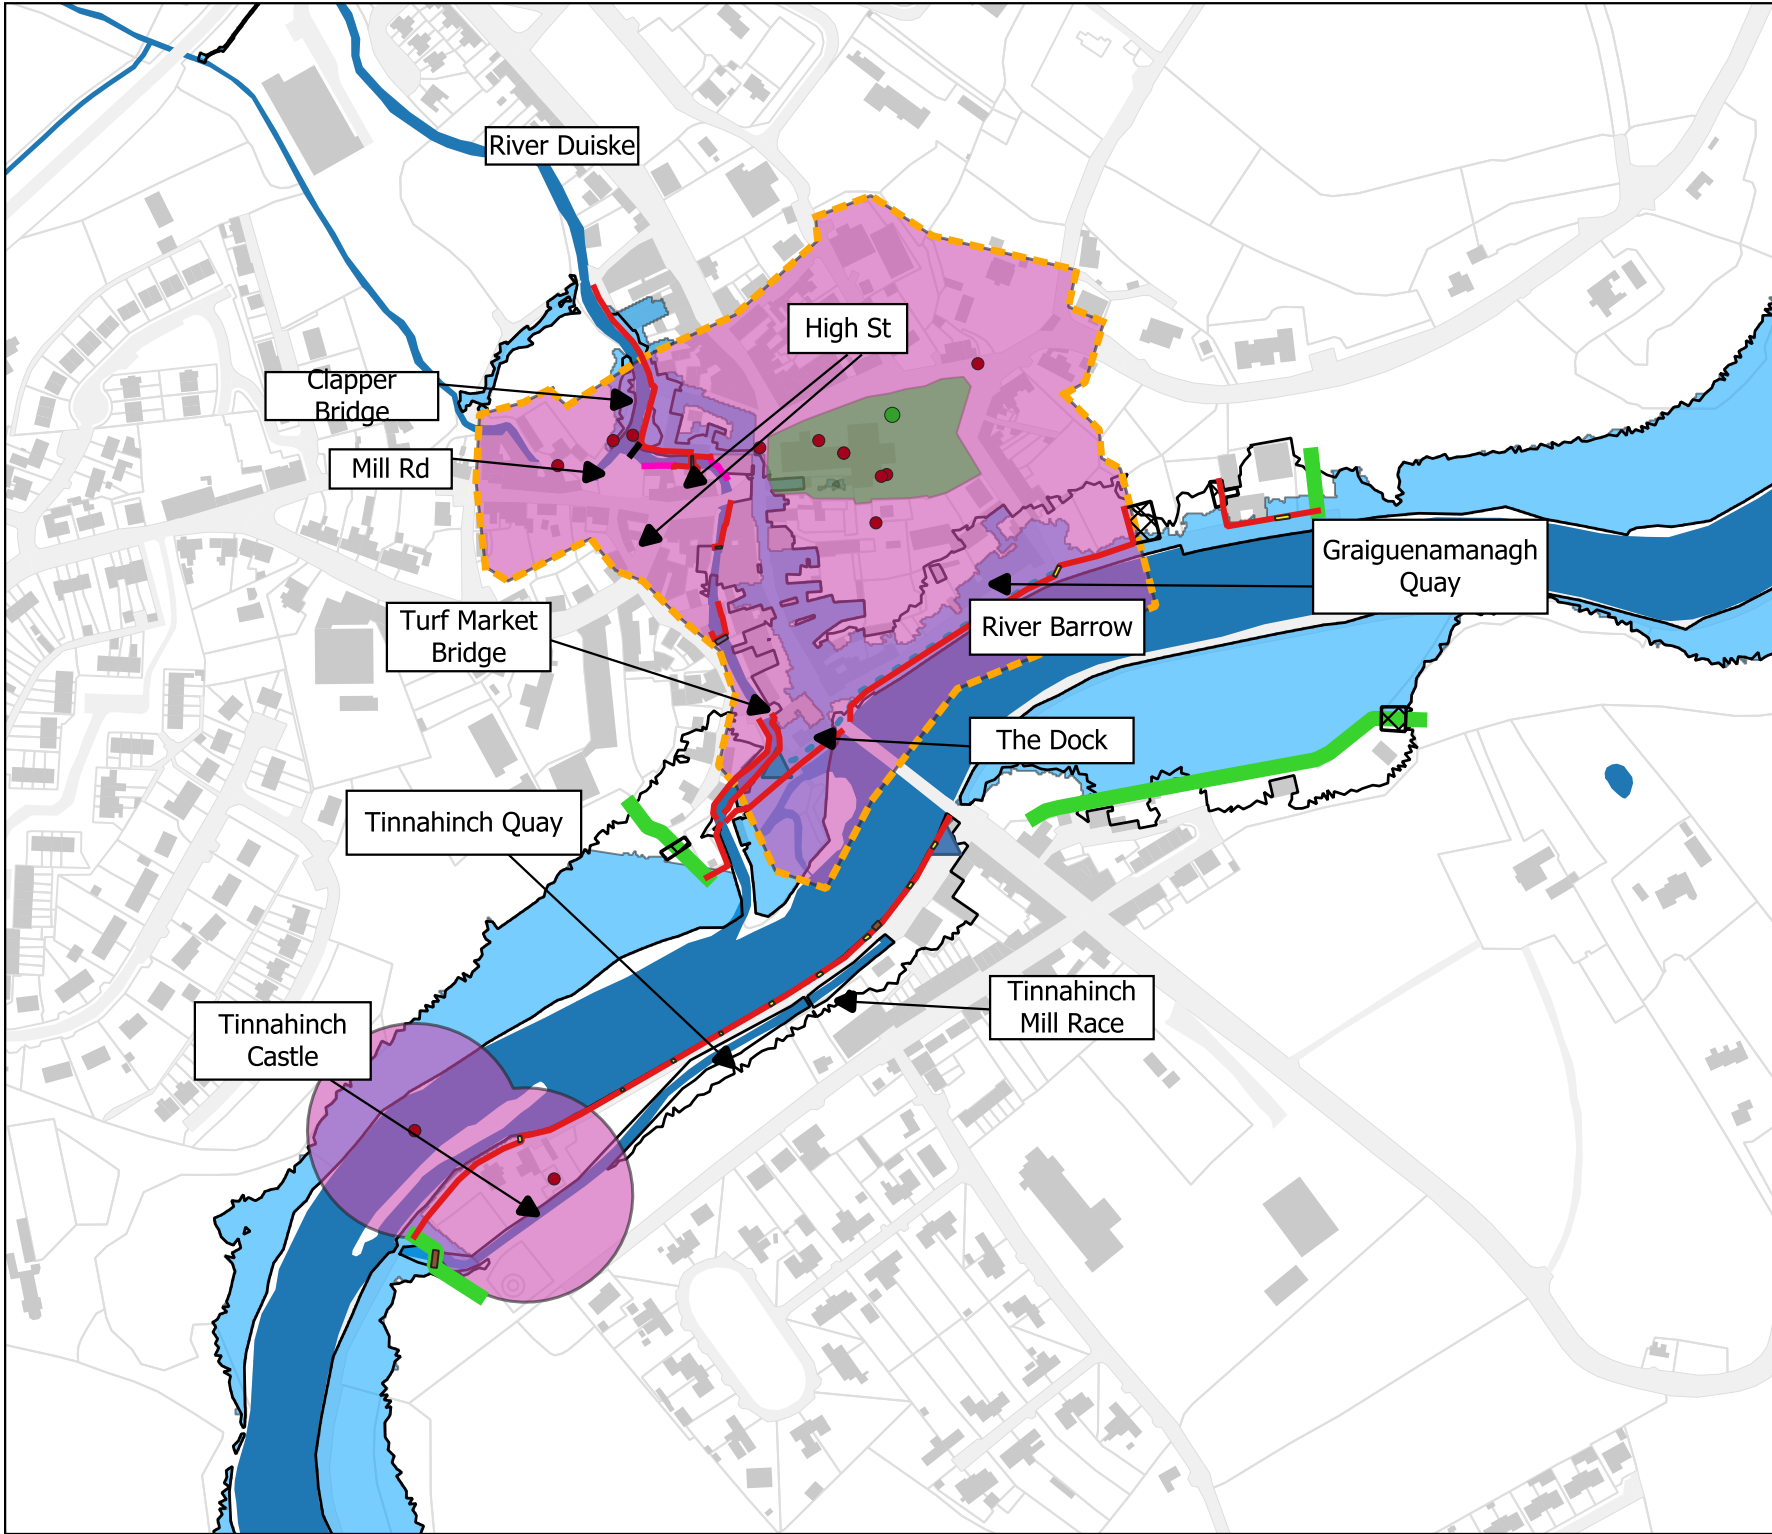 River Duiske
High St
Clapper
Bridge
Mill Rd
Graiguenamanagh
Quay
Turf Market
Bridge
River Barrow
The Dock
Tinnahinch Quay
Tinnahinch
Mill Race
Tinnahinch
Castle